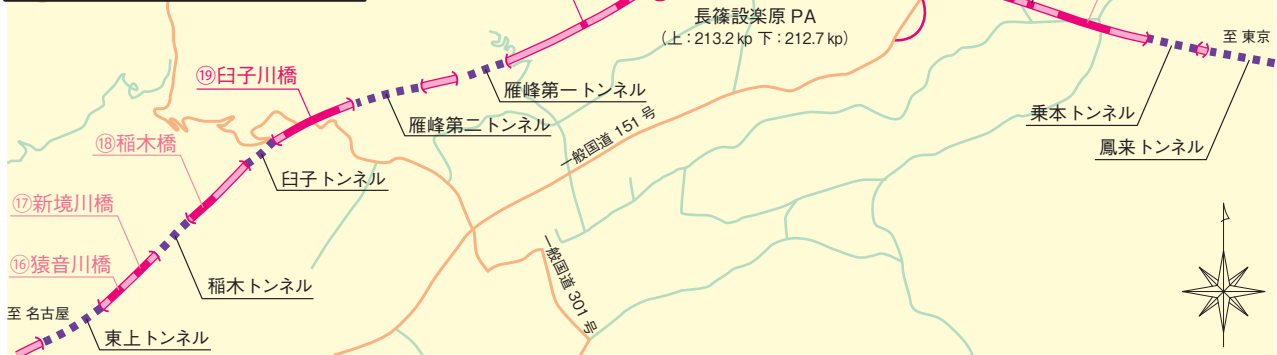 長篠設楽原 PA
(上：213.2 kp 下：212.7 kp)
至 東京
⑲臼子川橋
雁峰第一トンネル
雁峰第二トンネル
乗本トンネル
鳳来トンネル
一般国道 151 号
⑱稲木橋
臼子トンネル
⑰新境川橋
⑯猿音川橋
稲木トンネル
一般国道 301 号
至 名古屋
東上トンネル